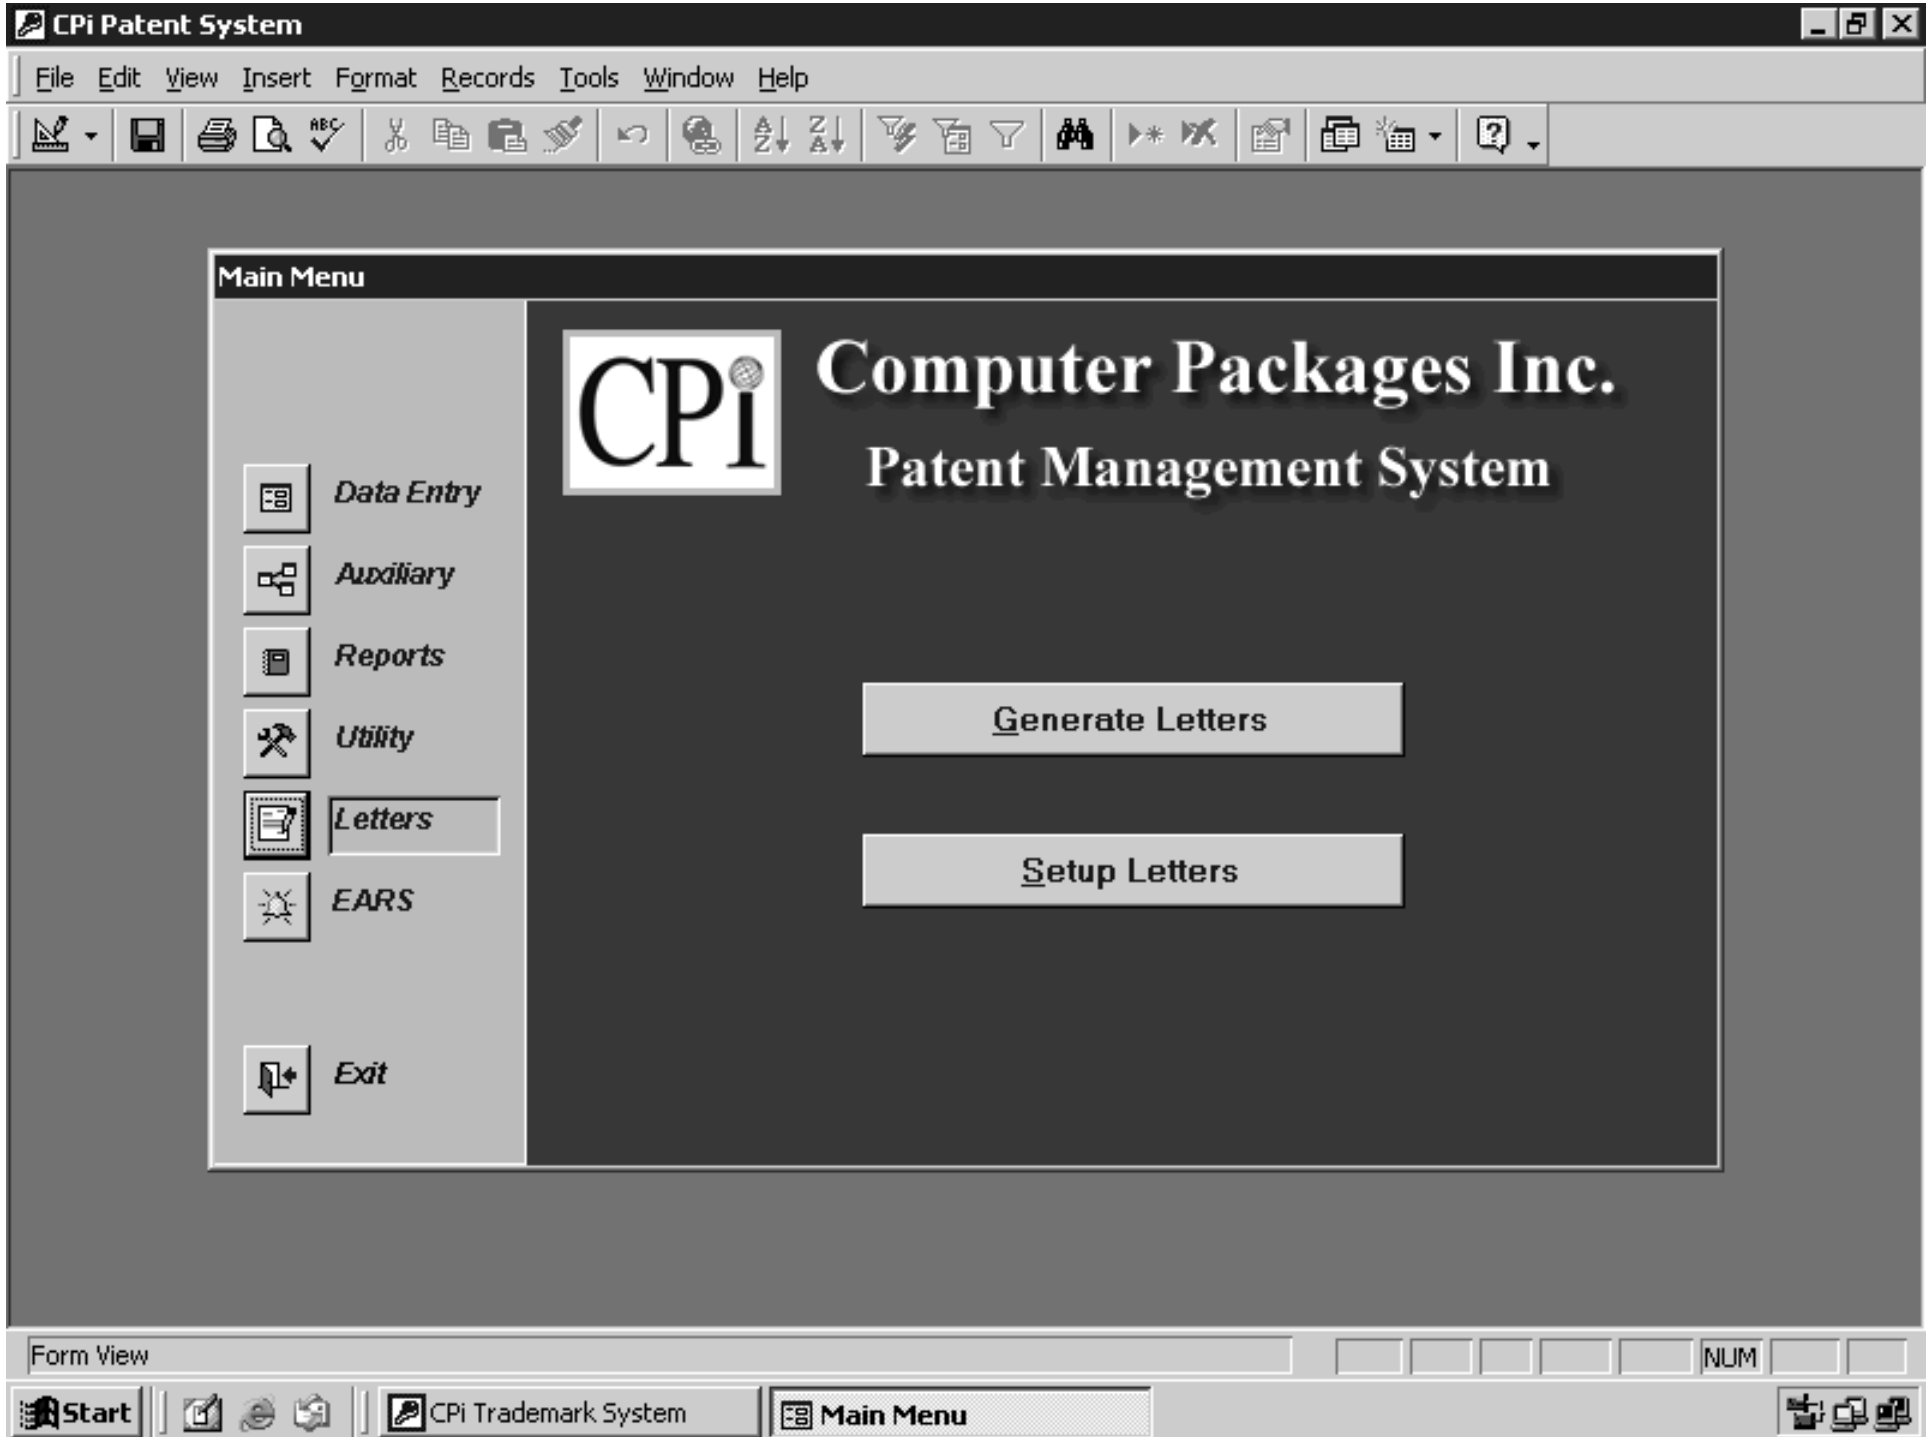 CPi Patent System
File Edit View Insert Format Records Tools Window Help
ABC
A Z Z A
Main Menu
CPi
Computer Packages Inc.
Patent Management System
Data Entry
Auxiliary
Reports
Utility
Letters
EARS
Exit
Generate Letters
Setup Letters
Form View
NUM
Start
CPi Trademark System
Main Menu